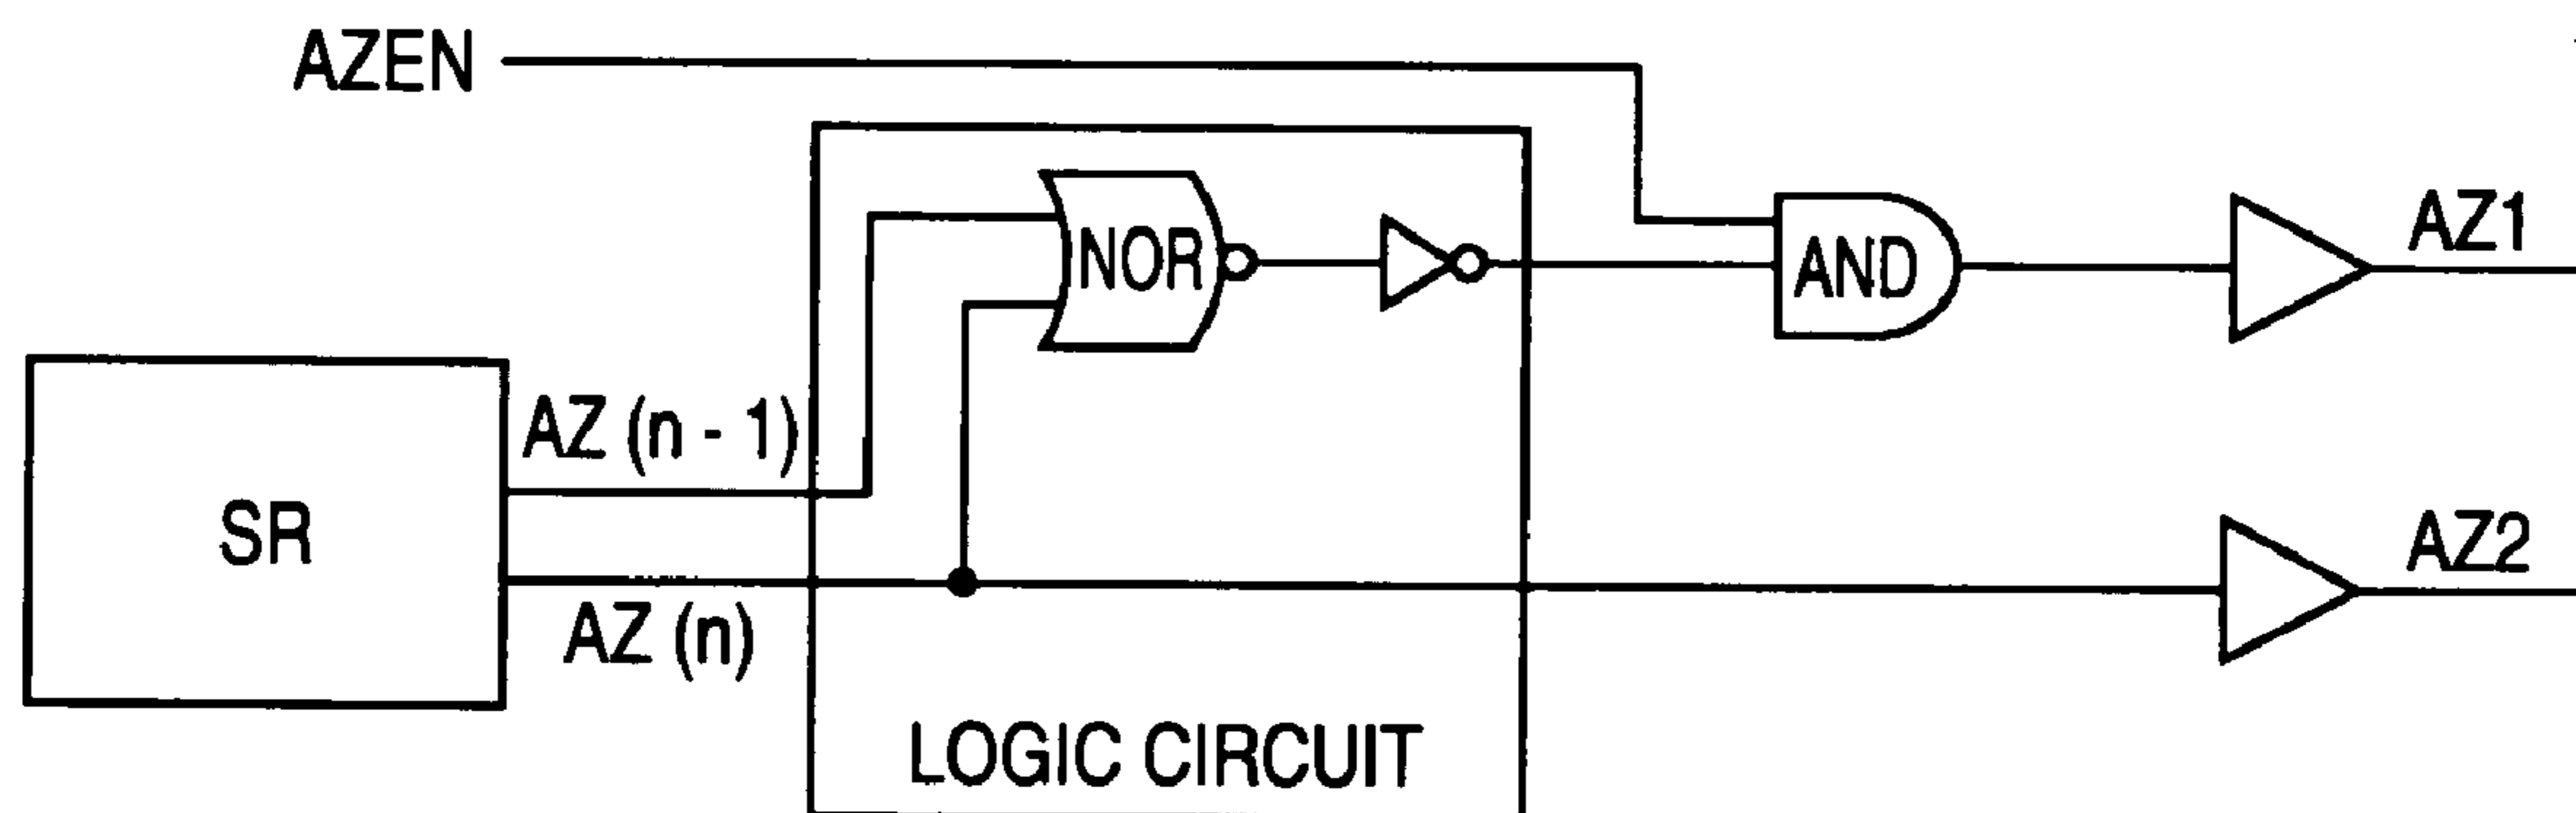 AZEN
NOR
AND
AZ1
AZ (n - 1)
SR
AZ (n)
AZ2
LOGIC CIRCUIT